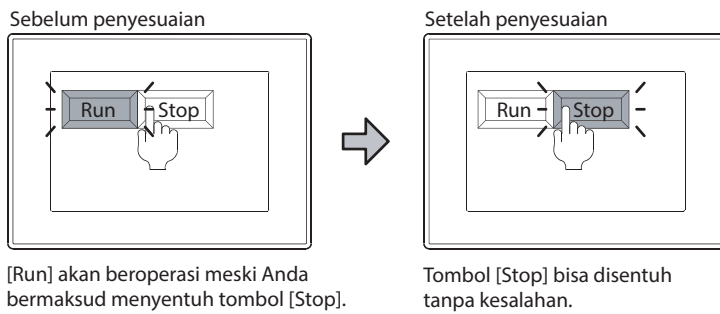 Sebelum penyesuaian
Run
Stop
[Run] akan beroperasi meski Anda
bermaksud menyentuh tombol [Stop].
Setelah penyesuaian
Run
Stop
Tombol [Stop] bisa disentuh
tanpa kesalahan.